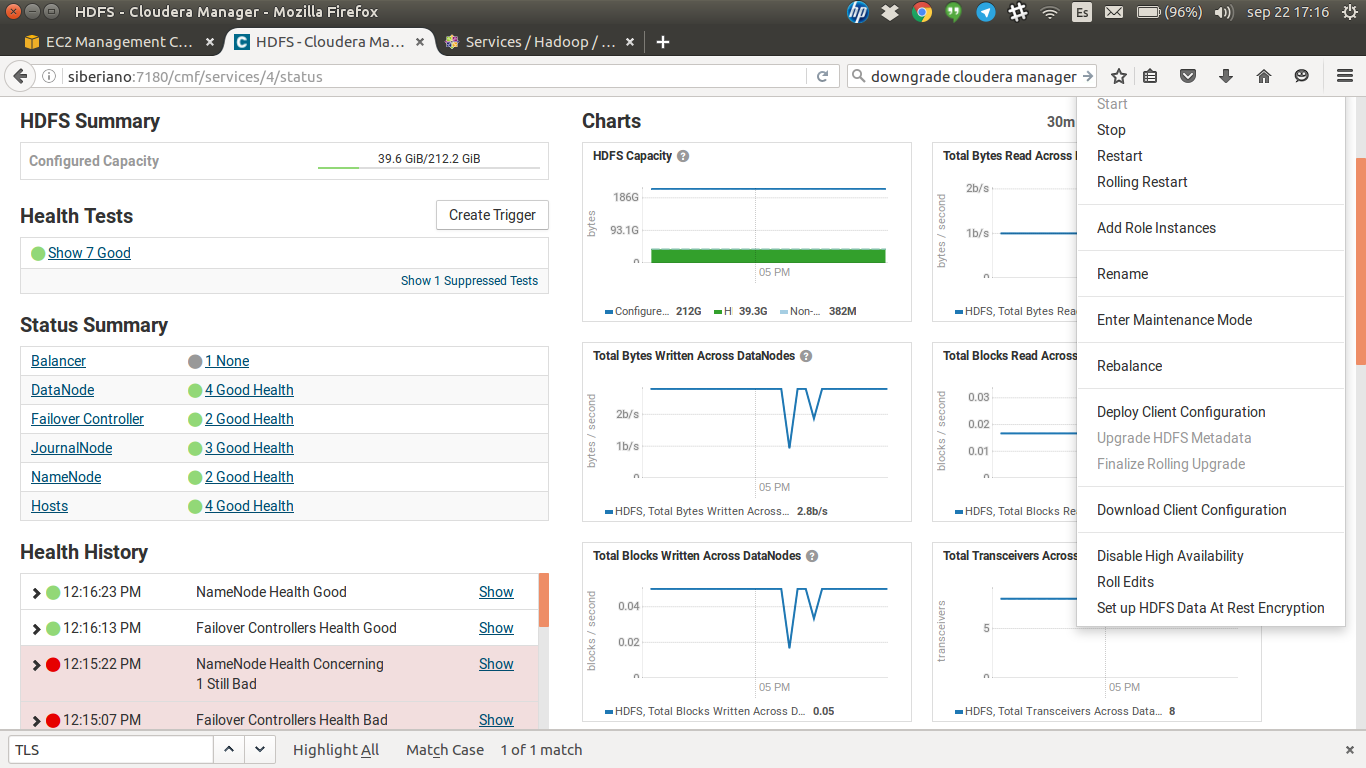 HDFS - Cloudera Manager - Mozilla Firefox
Es
(96%)
sep 22 17:16
EC2 Management C... ×
HDFS - Cloudera Ma... ×
Services / Hadoop / ... ×
+
siberiano:7180/cmf/services/4/status
downgrade cloudera manager
HDFS Summary
Configured Capacity
39.6 GiB/212.2 GiB
Health Tests
Create Trigger
Show 7 Good
Show 1 Suppressed Tests
Status Summary
Balancer 1 None
DataNode 4 Good Health
Failover Controller 2 Good Health
JournalNode 3 Good Health
NameNode 2 Good Health
Hosts 4 Good Health
Health History
12:16:23 PM NameNode Health Good Show
12:16:13 PM Failover Controllers Health Good Show
12:15:22 PM NameNode Health Concerning Show
1 Still Bad
12:15:07 PM Failover Controllers Health Bad Show
Charts
30m
HDFS Capacity ?
bytes
186G
93.1G
0
05 PM
Configure... 212G H 39.3G Non-... 382M
Total Bytes Read Across
bytes / second
2b/s
1b/s
0
HDFS, Total Bytes Rea
Total Bytes Written Across DataNodes ?
bytes / second
2b/s
1b/s
0
05 PM
HDFS, Total Bytes Written Across... 2.8b/s
Total Blocks Read Across
blocks / second
0.03
0.02
0.01
0
HDFS, Total Blocks Re
Total Blocks Written Across DataNodes ?
blocks / second
0.04
0.02
0
05 PM
HDFS, Total Blocks Written Across D... 0.05
Total Transceivers Across
transceivers
5
0
05 PM
HDFS, Total Transceivers Across Data... 8
Start
Stop
Restart
Rolling Restart
Add Role Instances
Rename
Enter Maintenance Mode
Rebalance
Deploy Client Configuration
Upgrade HDFS Metadata
Finalize Rolling Upgrade
Download Client Configuration
Disable High Availability
Roll Edits
Set up HDFS Data At Rest Encryption
TLS
Highlight All
Match Case
1 of 1 match
×